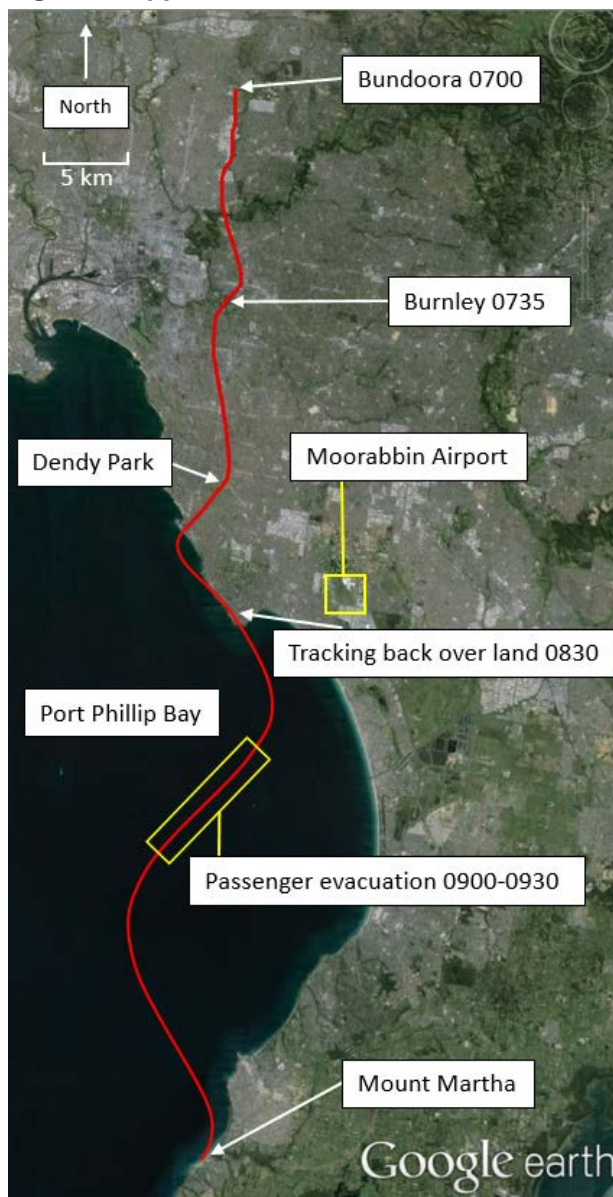 Bundoora 0700
North
5 km
Burnley 0735
Dendy Park
Moorabbin Airport
Tracking back over land 0830
Port Phillip Bay
Passenger evacuation 0900-0930
Mount Martha
Google earth